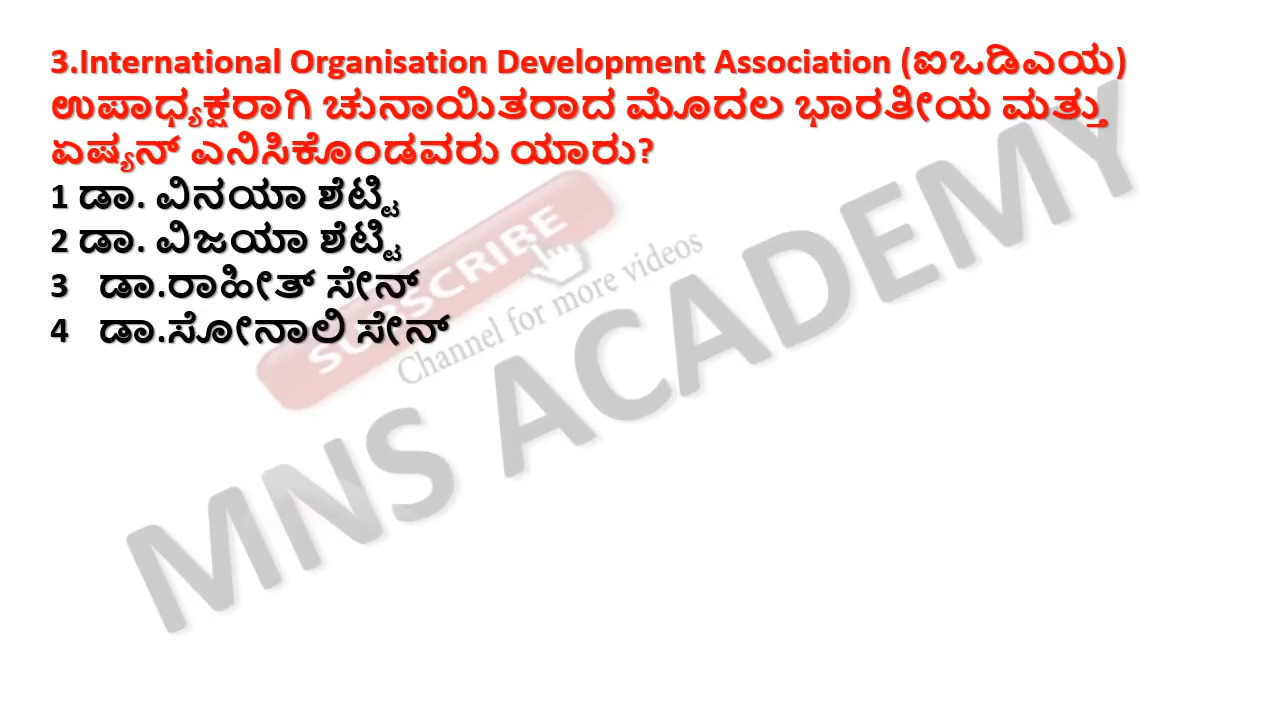 3.International Organisation Development Association (ಐಒಡಿಎಯ)
ಉಪಾಧ್ಯಕ್ಷರಾಗಿ ಚುನಾಯಿತರಾದ ಮೊದಲ ಭಾರತೀಯ ಮತ್ತು
ಏಷ್ಯನ್ ಎನಿಸಿಕೊಂಡವರು ಯಾರು?
1 ಡಾ. ವಿನಯಾ ಶೆಟ್ಟಿ
2 ಡಾ. ವಿಜಯಾ ಶೆಟ್ಟಿ
3 ಡಾ.ರಾಹೀತ್ ಸೇನ್
4 ಡಾ.ಸೋನಾಲಿ ಸೇನ್
SUBSCRIBE
Channel for more videos
MNS ACADEMY